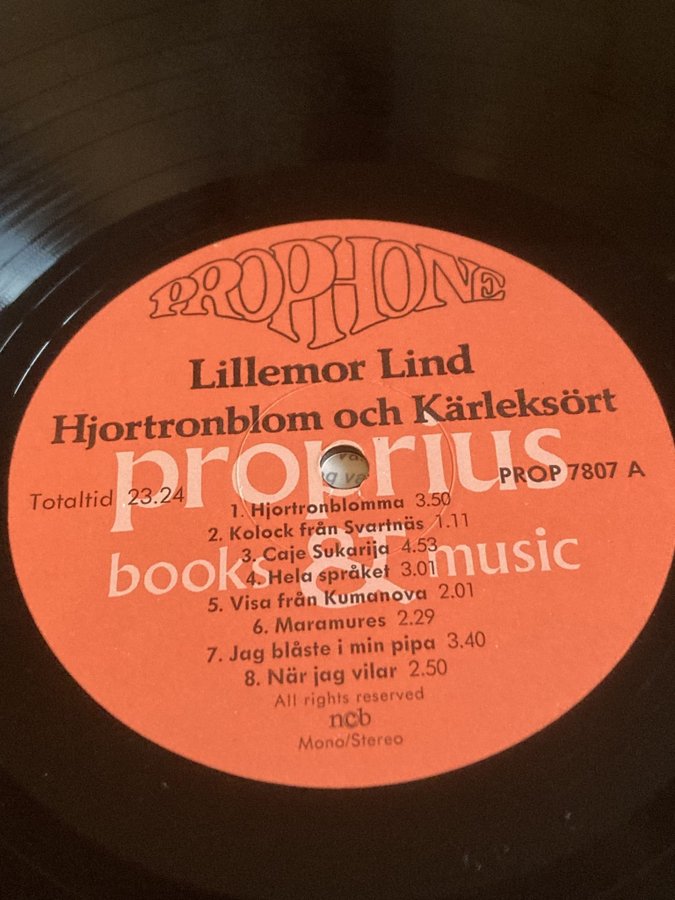 PROPHONE
Lillemor Lind
Hjortronblom och Kärleksört
proprius
PROP 7807 A
Totaltid 23.24
1. Hjortronblomma 3.50
2. Kolock från Svartnäs 1.11
3. Caje Sukarija 4.53
4. Hela språket 3.01
books & music
5. Visa från Kumanova 2.01
6. Maramures 2.29
7. Jag blåste i min pipa 3.40
8. När jag vilar 2.50
All rights reserved
ncb
Mono/Stereo